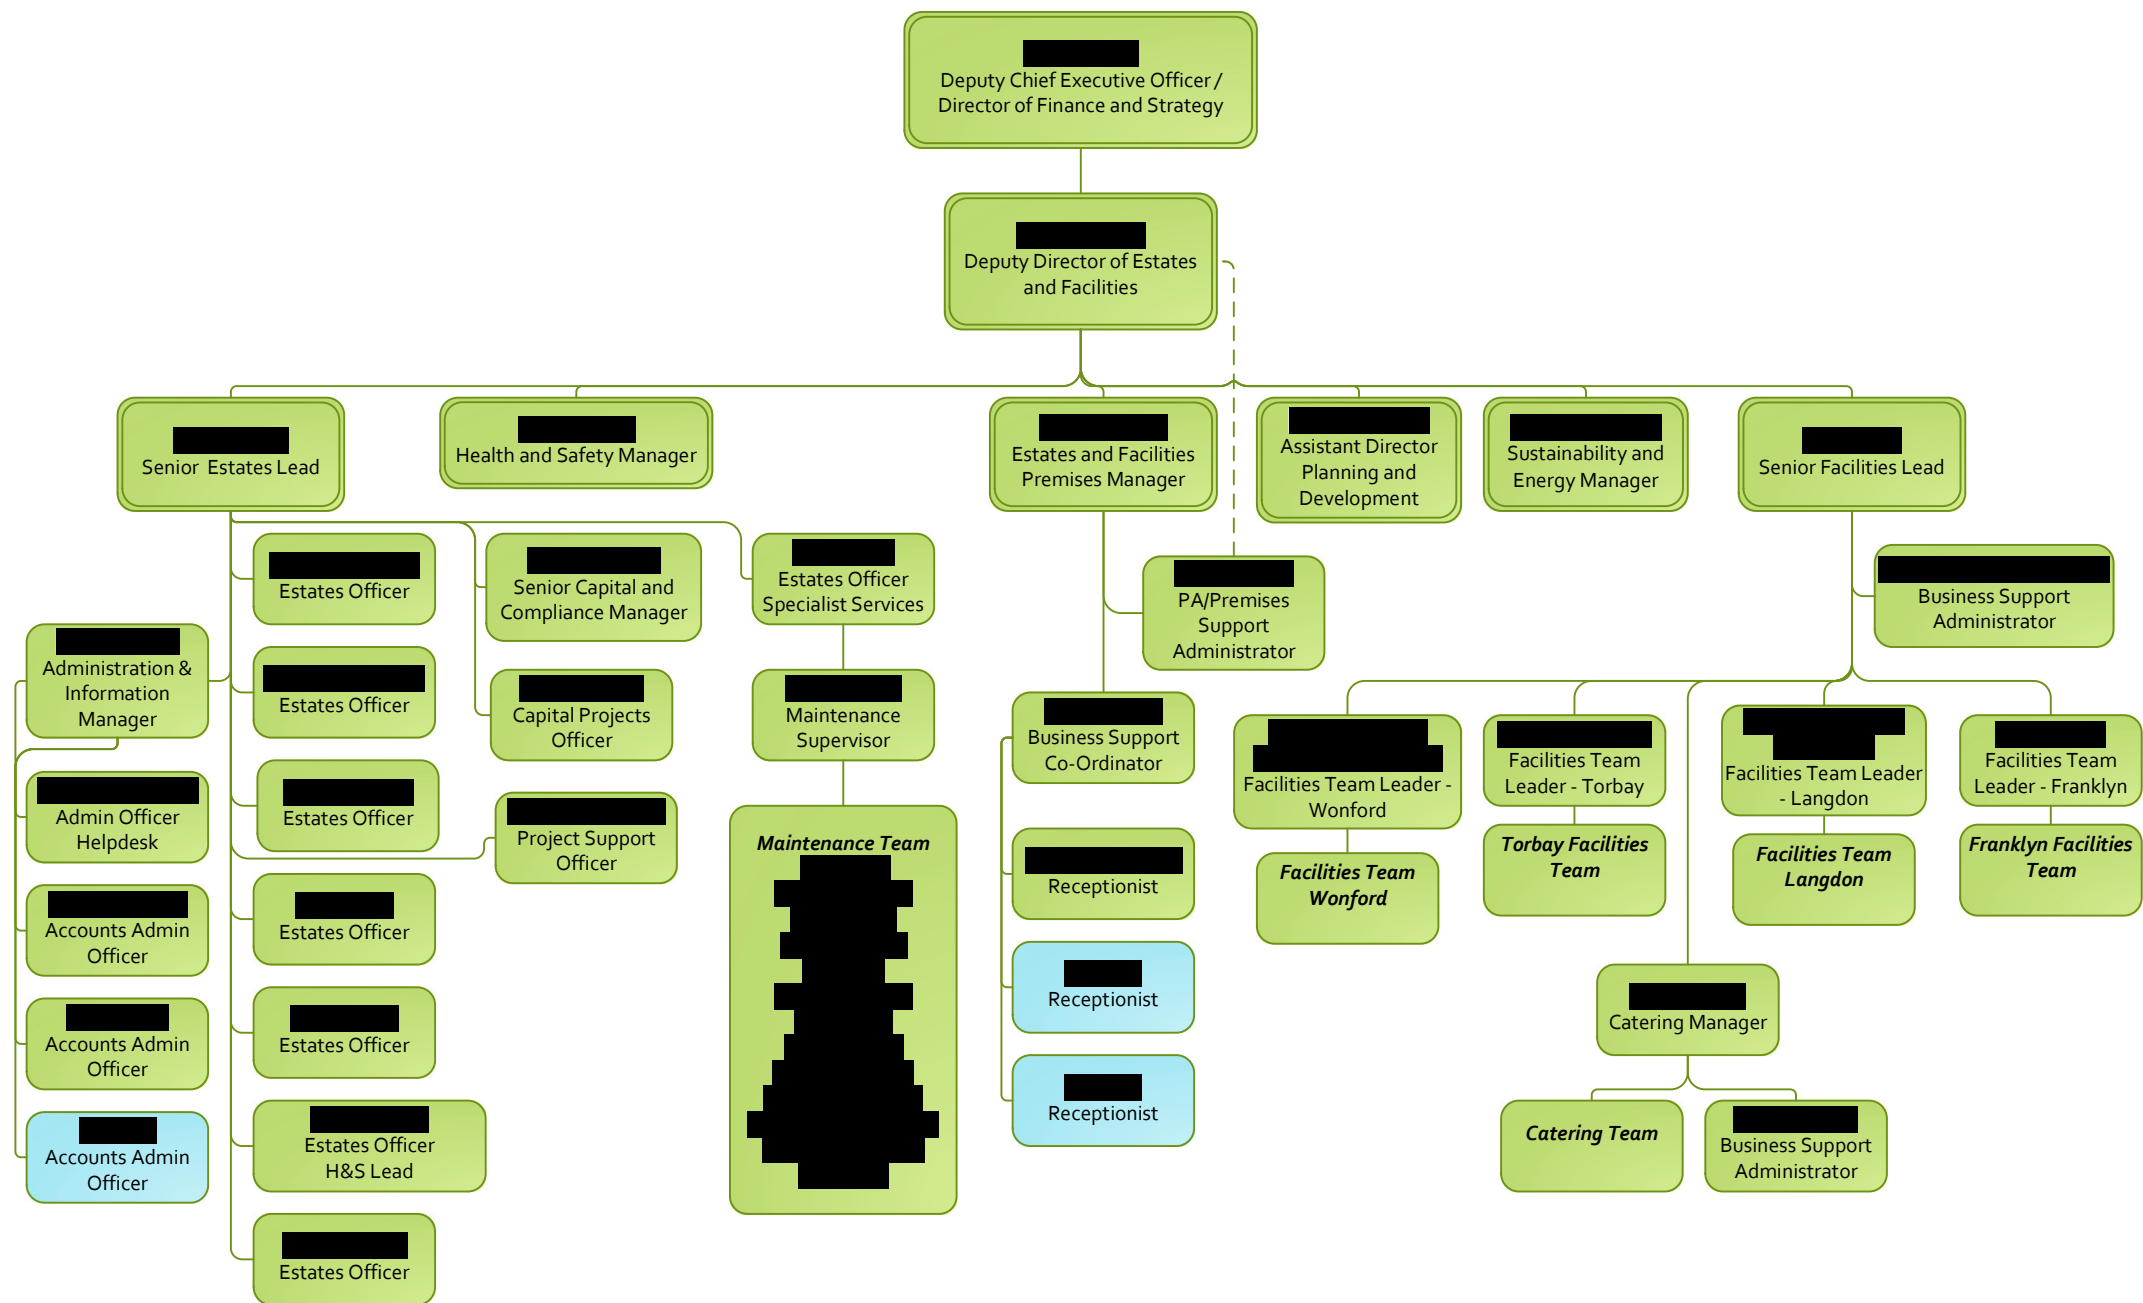 Deputy Chief Executive Officer /
Director of Finance and Strategy
Deputy Director of Estates
and Facilities
Senior Estates Lead
Health and Safety Manager
Estates and Facilities
Premises Manager
Assistant Director
Planning and
Development
Sustainability and
Energy Manager
Senior Facilities Lead
Estates Officer
Senior Capital and
Compliance Manager
Estates Officer
Specialist Services
PA/Premises
Support
Administrator
Business Support
Administrator
Administration &
Information
Manager
Estates Officer
Capital Projects
Officer
Maintenance
Supervisor
Business Support
Co-Ordinator
Facilities Team Leader -
Wonford
Facilities Team
Leader - Torbay
Facilities Team Leader
- Langdon
Facilities Team
Leader - Franklyn
Admin Officer
Helpdesk
Estates Officer
Project Support
Officer
Maintenance Team
Receptionist
Facilities Team
Wonford
Torbay Facilities
Team
Facilities Team
Langdon
Franklyn Facilities
Team
Accounts Admin
Officer
Estates Officer
Receptionist
Catering Manager
Accounts Admin
Officer
Estates Officer
Receptionist
Catering Team
Business Support
Administrator
Accounts Admin
Officer
Estates Officer
H&S Lead
Estates Officer